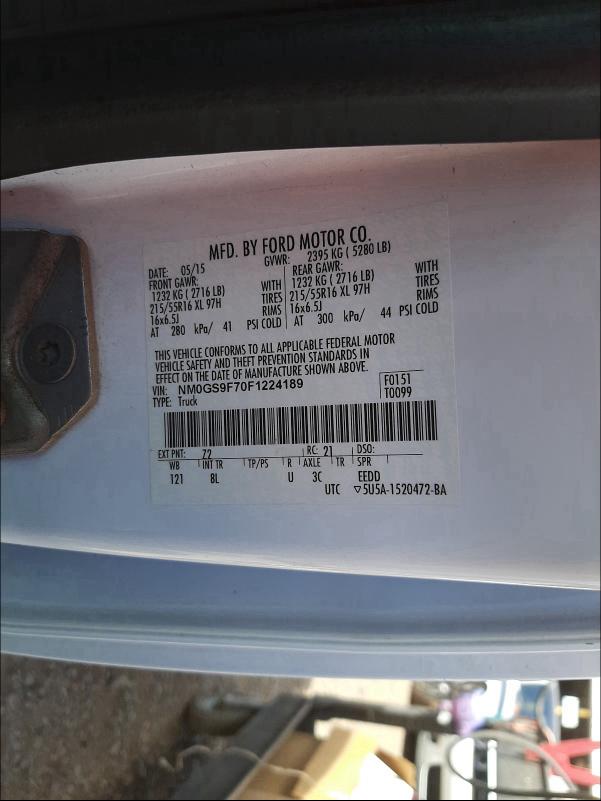 MFD. BY FORD MOTOR CO.
DATE: 05/15 GVWR: 2395 KG ( 5280 LB)
FRONT GAWR: REAR GAWR:
1232 KG ( 2716 LB) WITH 1232 KG ( 2716 LB) WITH
215/55R16 XL 97H TIRES 215/55R16 XL 97H TIRES
16x6.5J RIMS 16x6.5J RIMS
AT 280 kPa/ 41 PSI COLD AT 300 kPa/ 44 PSI COLD
THIS VEHICLE CONFORMS TO ALL APPLICABLE FEDERAL MOTOR
VEHICLE SAFETY AND THEFT PREVENTION STANDARDS IN
EFFECT ON THE DATE OF MANUFACTURE SHOWN ABOVE.
VIN: NM0GS9F70F1224189 F0151
TYPE: Truck T0099
EXT PNT: Z2 RC: 21 DSO:
WB INT TR TP/PS R AXLE TR SPR
121 8L U 3C EEDD
UTC ▽5U5A-1520472-BA